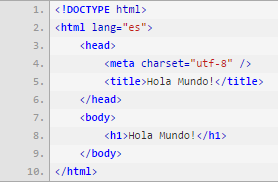 1. <!DOCTYPE html>
2. <html lang="es">
3.     <head>
4.         <meta charset="utf-8" />
5.         <title>Hola Mundo!</title>
6.     </head>
7.     <body>
8.         <h1>Hola Mundo!</h1>
9.     </body>
10. </html>